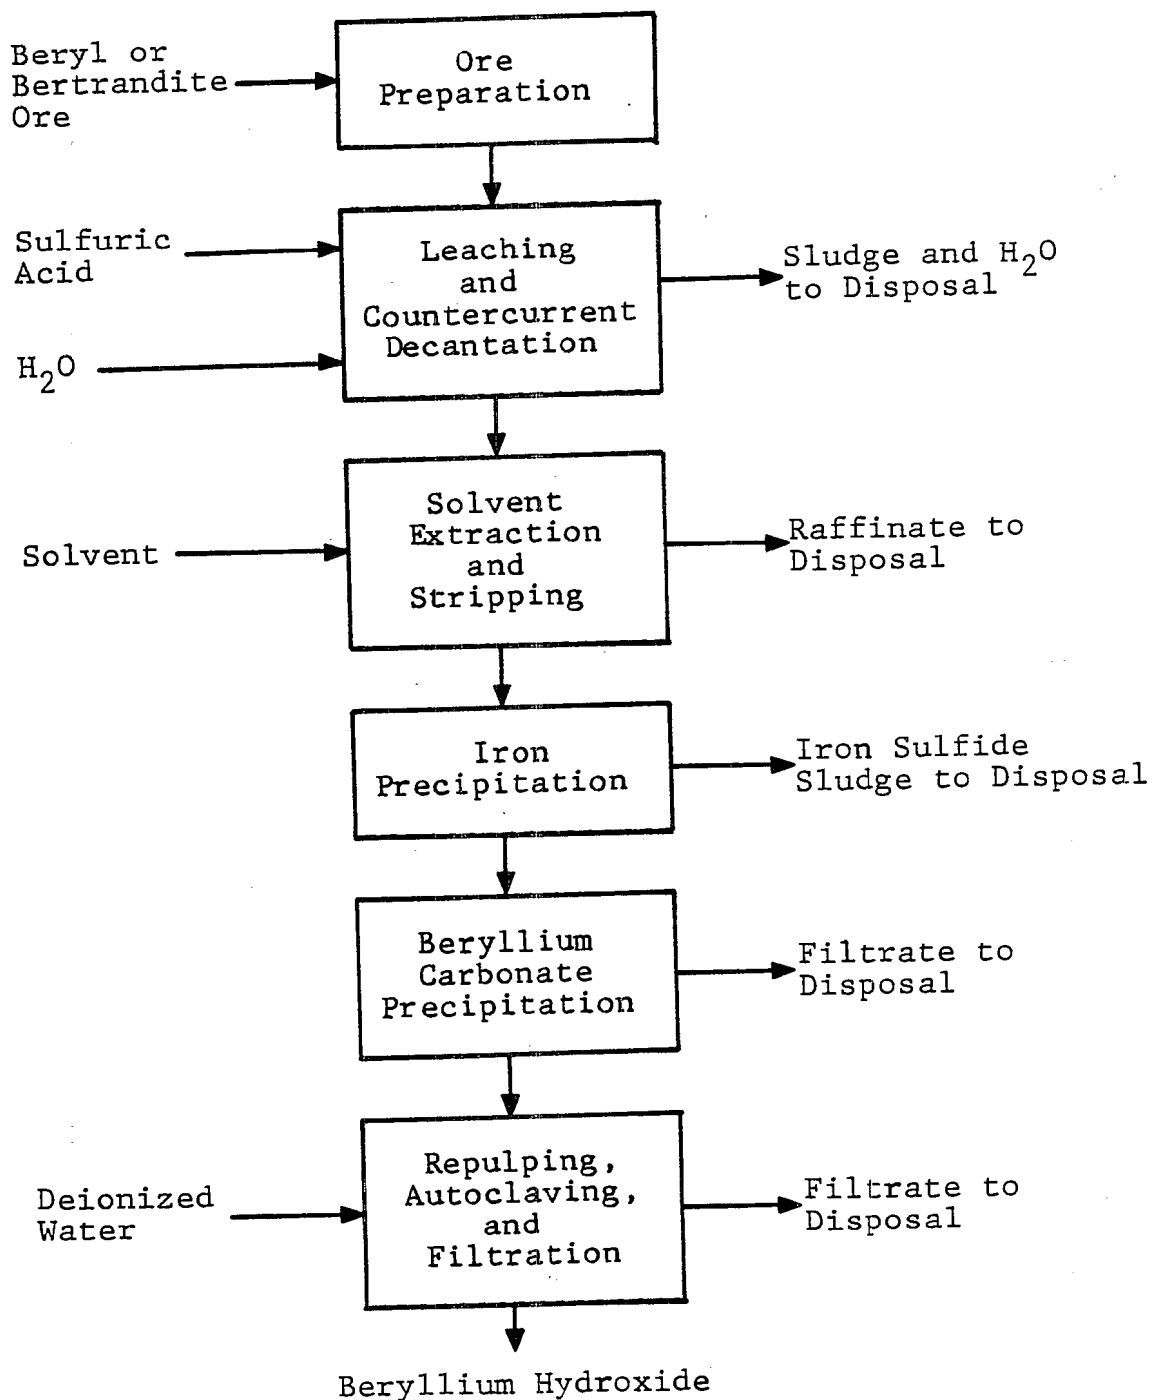 Beryl or
Bertrandite
Ore
Ore
Preparation
Sulfuric
Acid
H2O
Leaching
and
Countercurrent
Decantation
Sludge and H2O
to Disposal
Solvent
Solvent
Extraction
and
Stripping
Raffinate to
Disposal
Iron
Precipitation
Iron Sulfide
Sludge to Disposal
Beryllium
Carbonate
Precipitation
Filtrate to
Disposal
Deionized
Water
Repulping,
Autoclaving,
and
Filtration
Filtrate to
Disposal
Beryllium Hydroxide